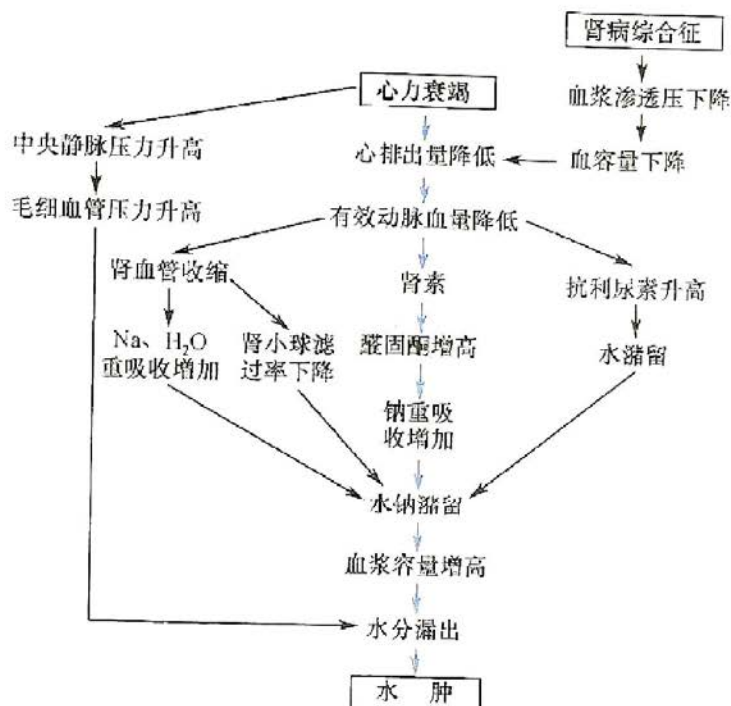 肾病综合征
心力衰竭
血浆渗透压下降
中央静脉压力升高
心排出量降低
血容量下降
毛细血管压力升高
有效动脉血量降低
肾血管收缩
肾素
抗利尿素升高
Na、H₂O
重吸收增加
肾小球滤
过率下降
醛固酮增高
水潴留
钠重吸
收增加
水钠潴留
血浆容量增高
水分漏出
水 肿